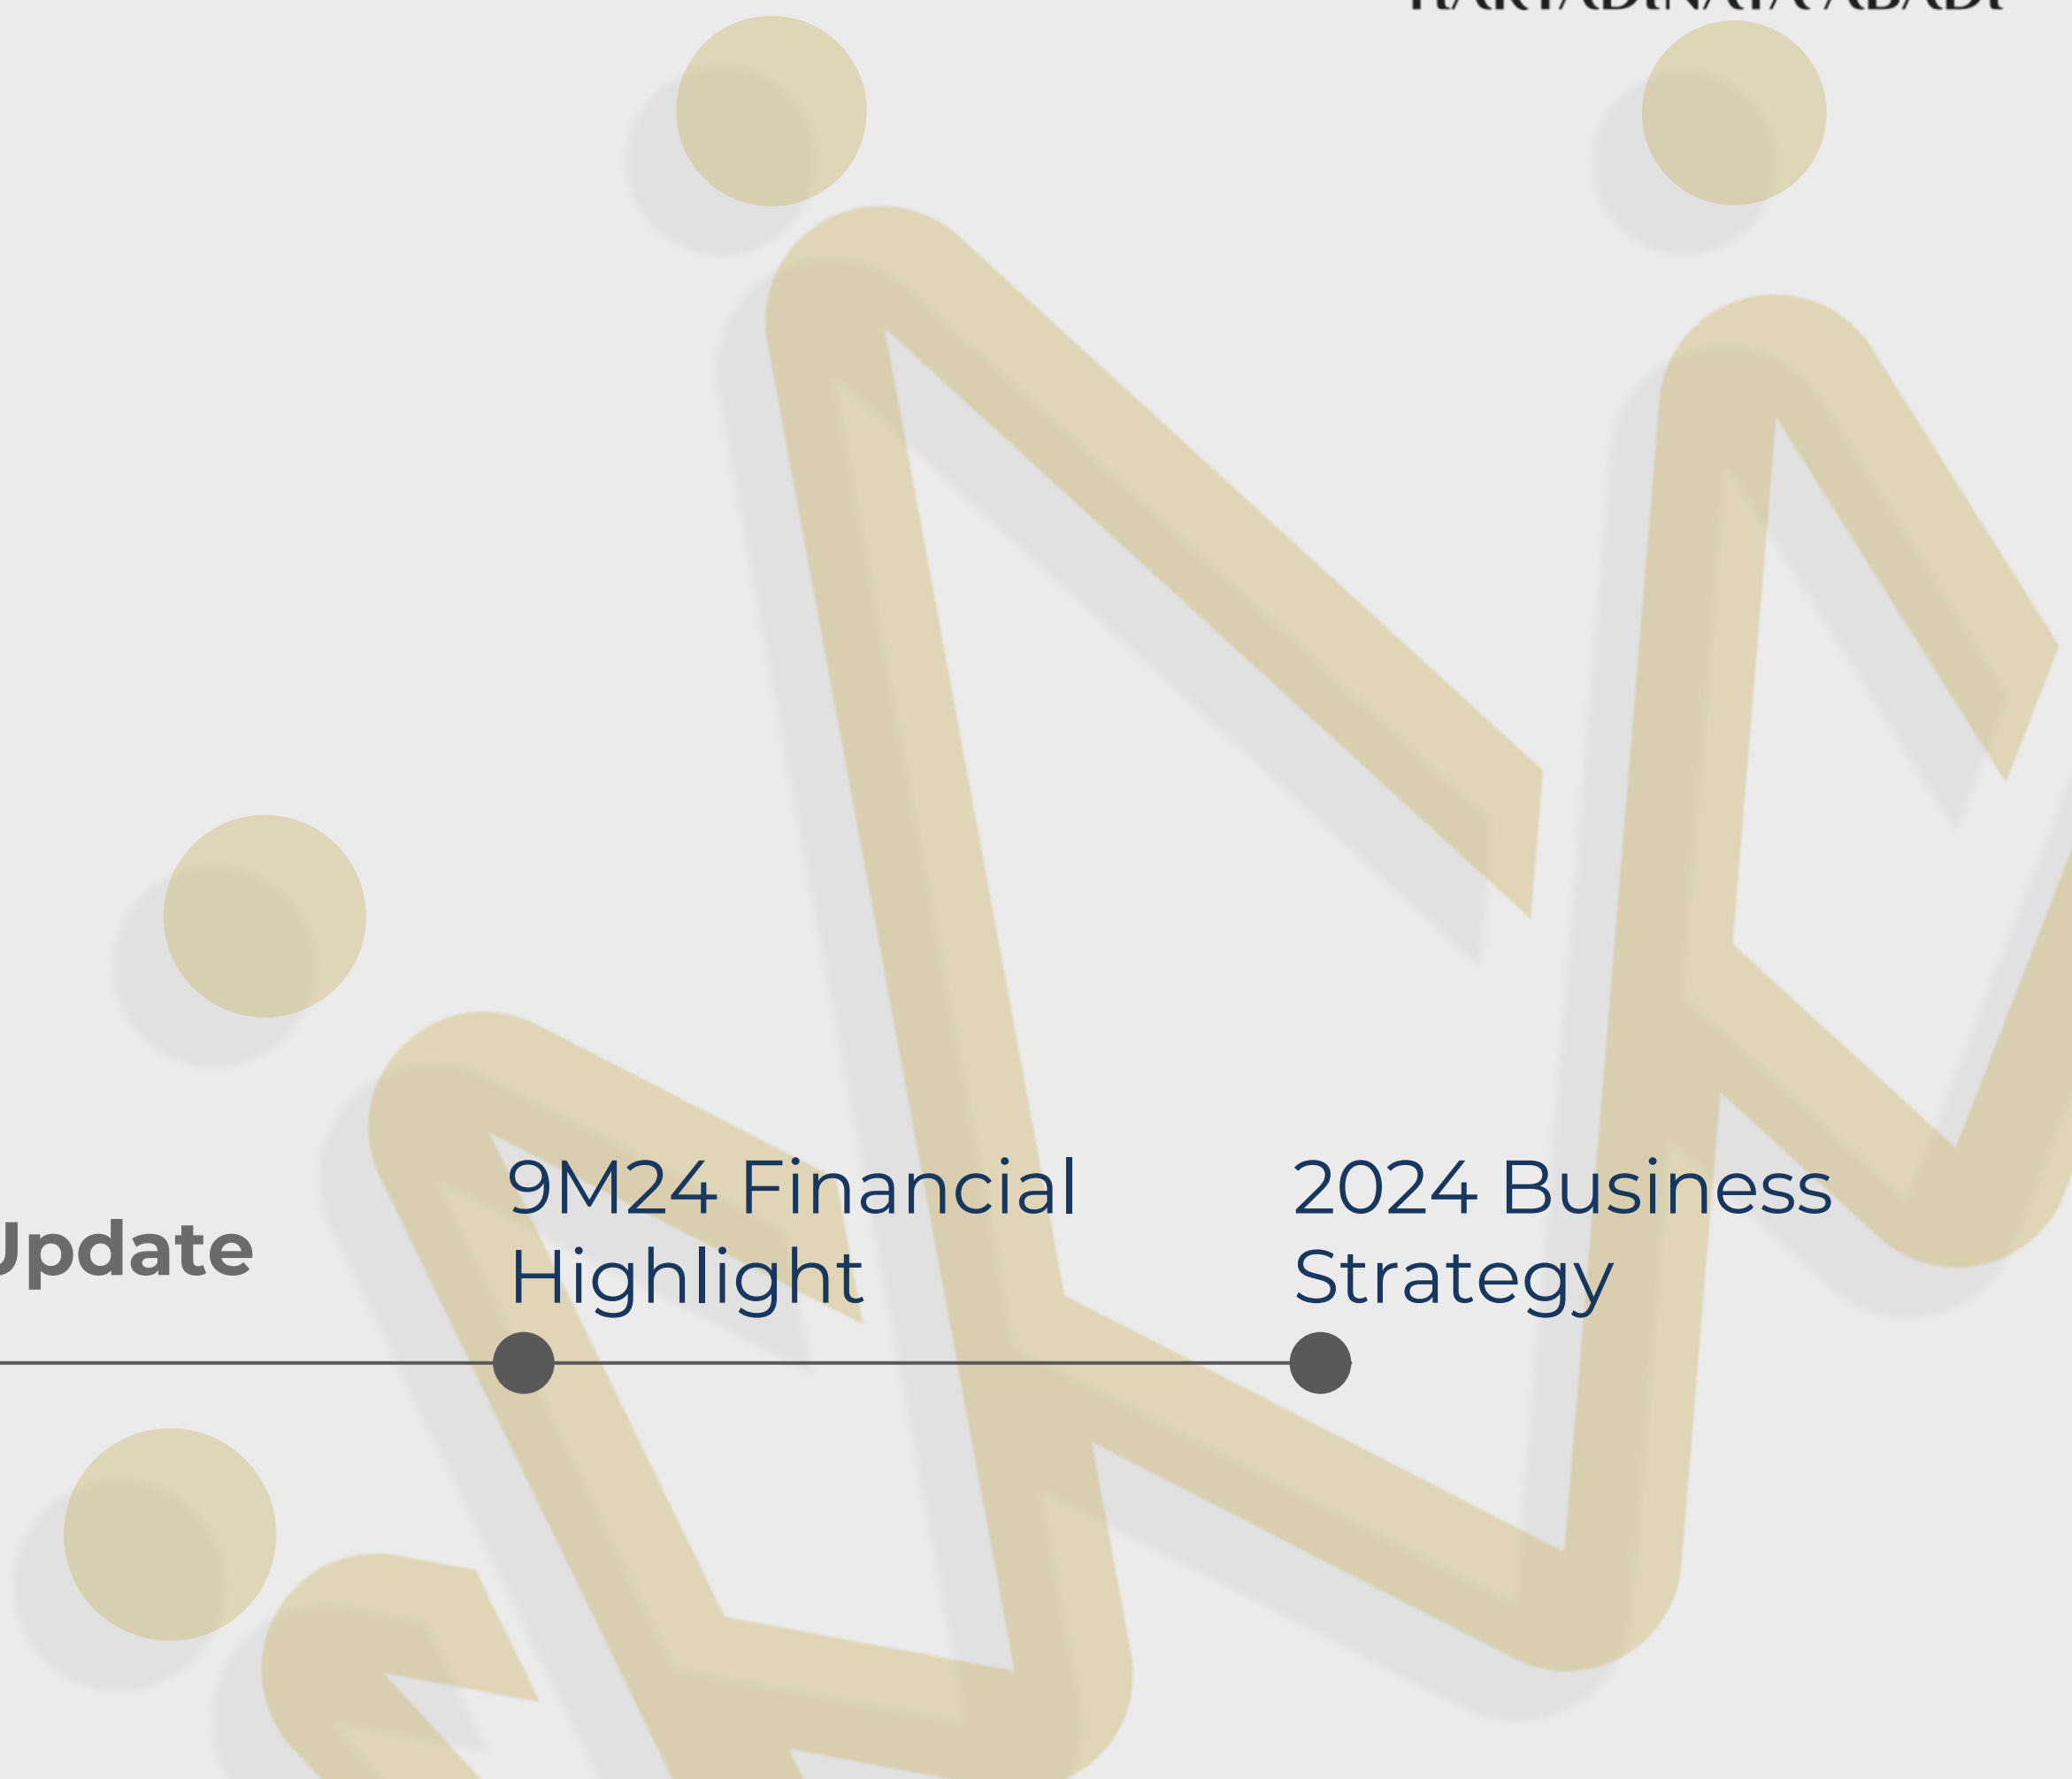 Update
9M24 Financial
Highlight
2024 Business
Strategy